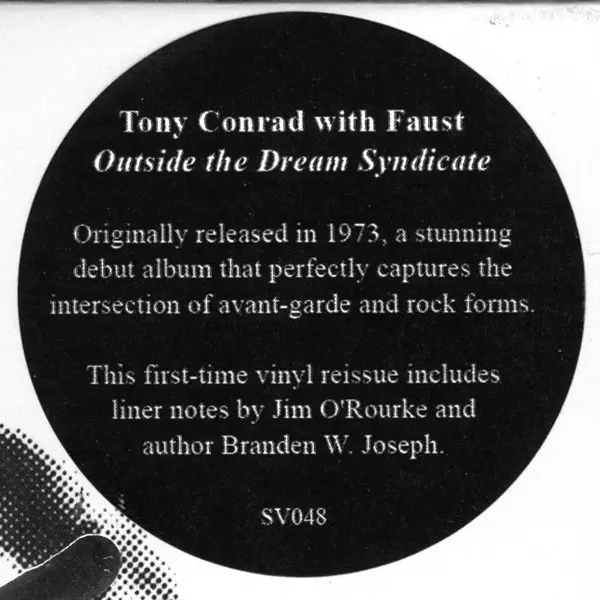 Tony Conrad with Faust
Outside the Dream Syndicate
Originally released in 1973, a stunning
debut album that perfectly captures the
intersection of avant-garde and rock forms.
This first-time vinyl reissue includes
liner notes by Jim O'Rourke and
author Branden W. Joseph.
SV048